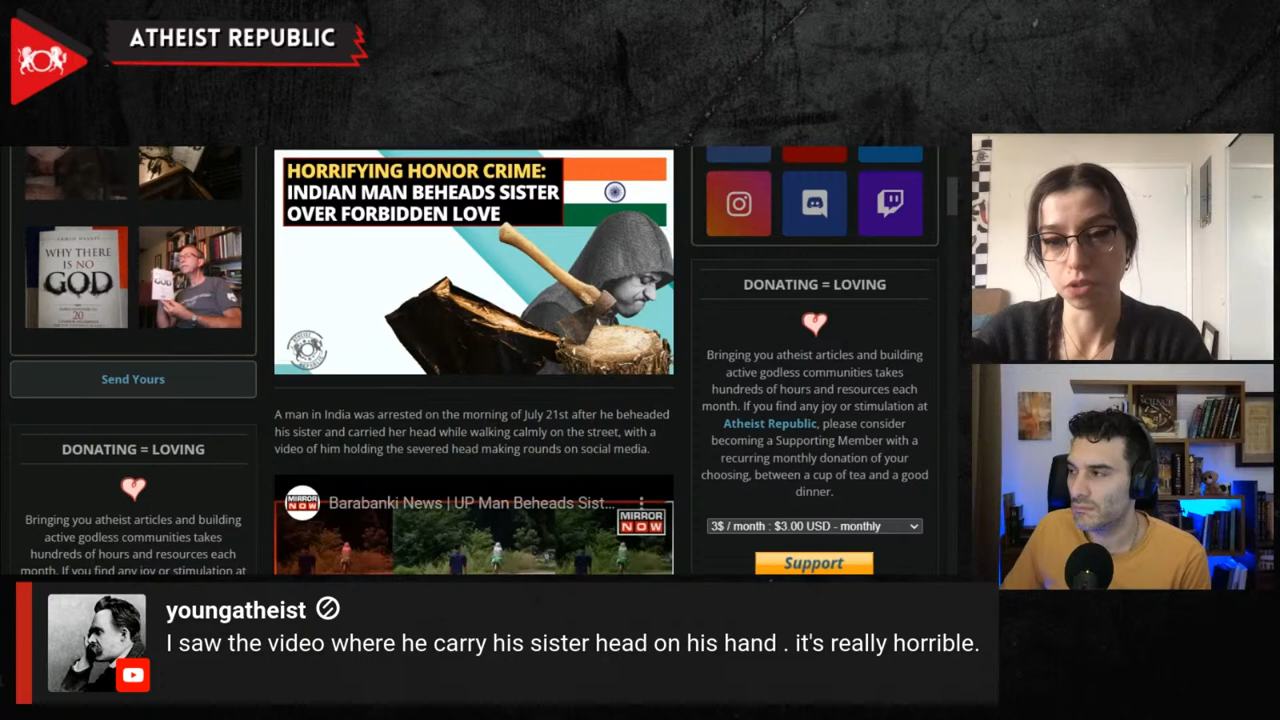 ATHEIST REPUBLIC
WHY THERE
IS NO
GOD
20
GOD
Send Yours
DONATING = LOVING
Bringing you atheist articles and building
active godless communities takes
hundreds of hours and resources each
month. If you find any joy or stimulation at
HORRIFYING HONOR CRIME:
INDIAN MAN BEHEADS SISTER
OVER FORBIDDEN LOVE
ATHEIST
REPUBLIC
A man in India was arrested on the morning of July 21st after he beheaded
his sister and carried her head while walking calmly on the street, with a
video of him holding the severed head making rounds on social media.
MIRROR
NOW
Barabanki News | UP Man Beheads Sist...
MIRROR
NOW
DONATING = LOVING
Bringing you atheist articles and building
active godless communities takes
hundreds of hours and resources each
month. If you find any joy or stimulation at
Atheist Republic, please consider
becoming a Supporting Member with a
recurring monthly donation of your
choosing, between a cup of tea and a good
dinner.
3$ / month : $3.00 USD - monthly
Support
SCIENCE
youngatheist
I saw the video where he carry his sister head on his hand . it's really horrible.